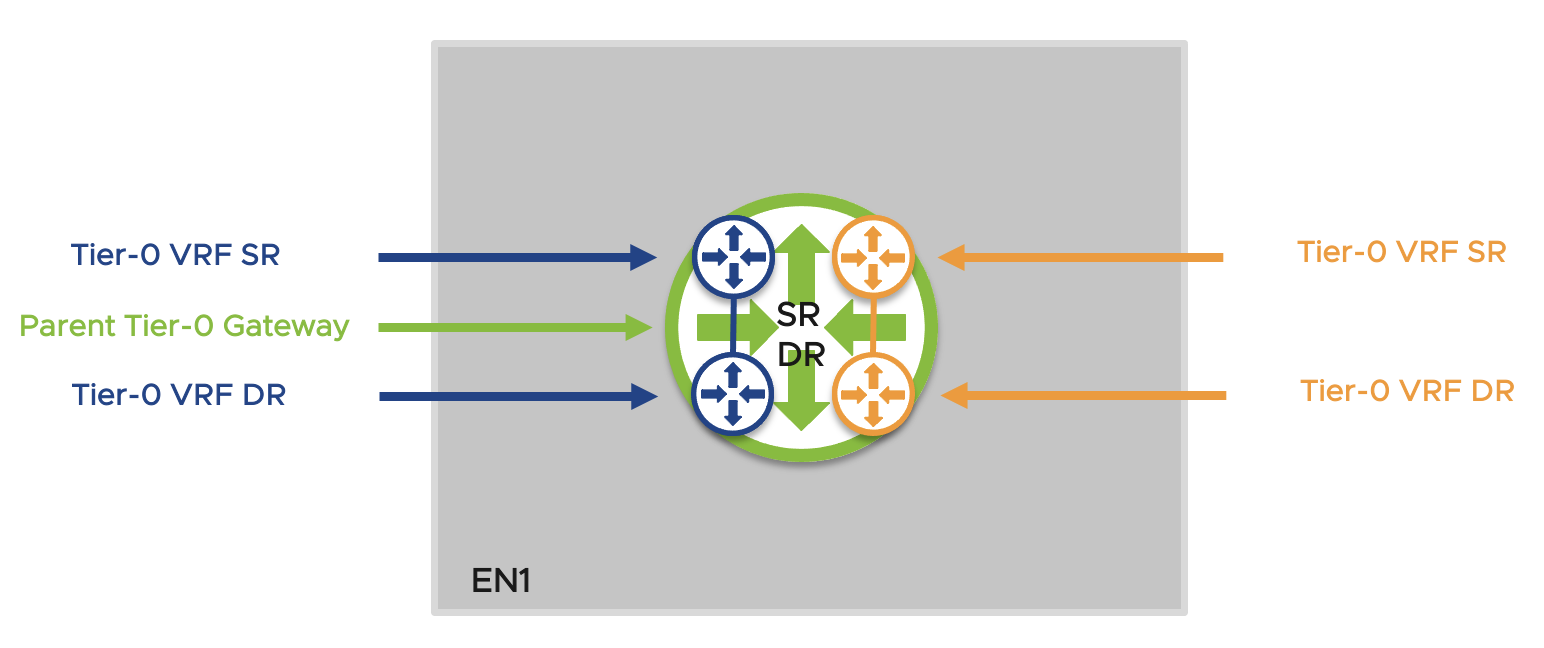 Tier-0 VRF SR
Parent Tier-0 Gateway
Tier-0 VRF DR
SR
DR
Tier-0 VRF SR
Tier-0 VRF DR
EN1